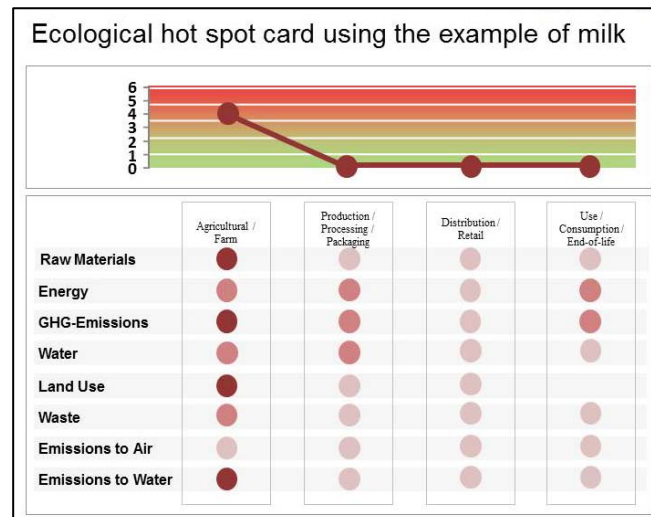 Ecological hot spot card using the example of milk
6
5
4
3
2
1
0
Agricultural /
Farm
Production /
Processing /
Packaging
Distribution /
Retail
Use /
Consumption /
End-of-life
Raw Materials
Energy
GHG-Emissions
Water
Land Use
Waste
Emissions to Air
Emissions to Water